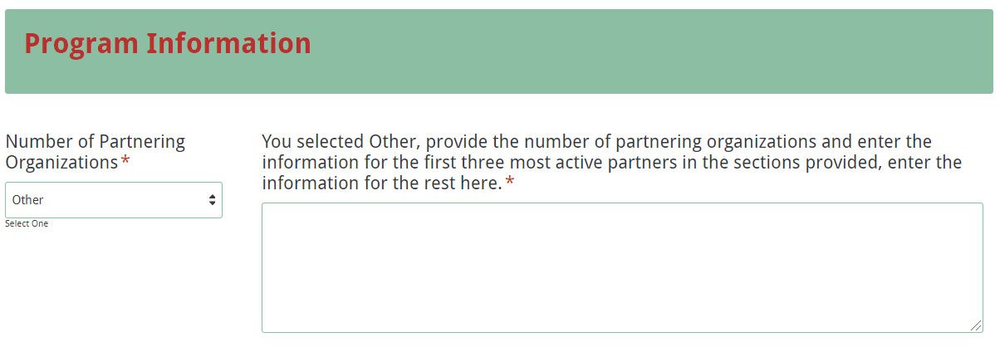 Program Information
Number of Partnering
Organizations*
Other
Select One
You selected Other, provide the number of partnering organizations and enter the
information for the first three most active partners in the sections provided, enter the
information for the rest here.*